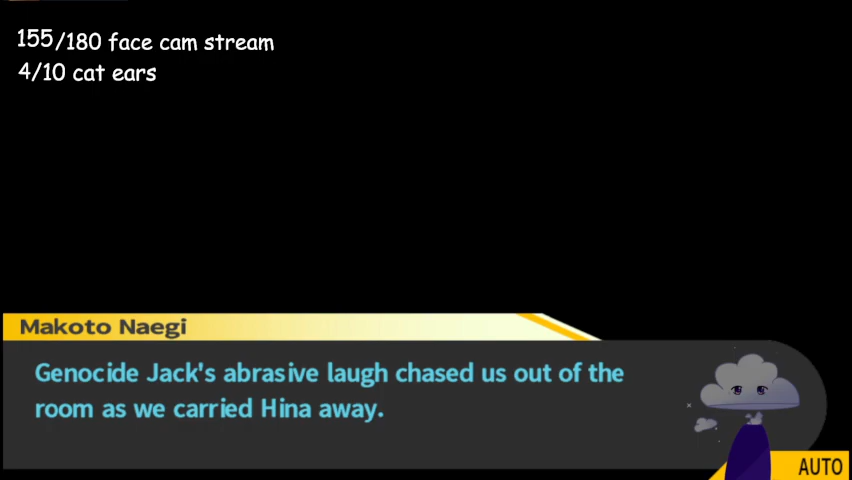 155/180 face cam stream
4/10 cat ears
Makoto Naegi
Genocide Jack's abrasive laugh chased us out of the
room as we carried Hina away.
AUTO